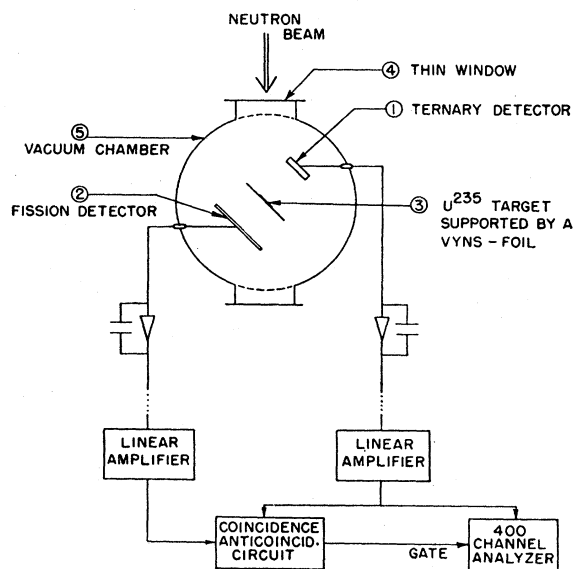 NEUTRON
BEAM
④ THIN WINDOW
① TERNARY DETECTOR
⑤
VACUUM CHAMBER
②
FISSION DETECTOR
③ U²³⁵ TARGET
SUPPORTED BY A
VYNS - FOIL
LINEAR
AMPLIFIER
LINEAR
AMPLIFIER
COINCIDENCE
ANTICOINCID.
CIRCUIT
GATE
400
CHANNEL
ANALYZER